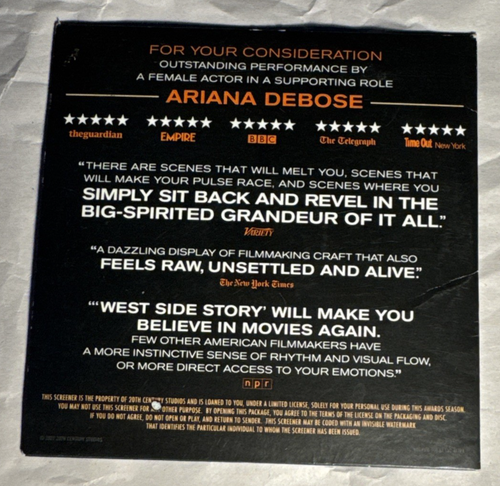 FOR YOUR CONSIDERATION
OUTSTANDING PERFORMANCE BY
A FEMALE ACTOR IN A SUPPORTING ROLE
ARIANA DEBOSE
theguardian EMPIRE BBC The Telegraph Time Out New York
“THERE ARE SCENES THAT WILL MELT YOU, SCENES THAT
WILL MAKE YOUR PULSE RACE, AND SCENES WHERE YOU
SIMPLY SIT BACK AND REVEL IN THE
BIG-SPIRITED GRANDEUR OF IT ALL.”
VARIETY
“A DAZZLING DISPLAY OF FILMMAKING CRAFT THAT ALSO
FEELS RAW, UNSETTLED AND ALIVE.”
The New York Times
“‘WEST SIDE STORY’ WILL MAKE YOU
BELIEVE IN MOVIES AGAIN.
FEW OTHER AMERICAN FILMMAKERS HAVE
A MORE INSTINCTIVE SENSE OF RHYTHM AND VISUAL FLOW,
OR MORE DIRECT ACCESS TO YOUR EMOTIONS.”
npr
THIS SCREENER IS THE PROPERTY OF 20TH CENTURY STUDIOS AND IS LOANED TO YOU, UNDER A LIMITED LICENSE, SOLELY FOR YOUR PERSONAL USE DURING THIS AWARDS SEASON.
YOU MAY NOT USE THIS SCREENER FOR OTHER PURPOSE. BY OPENING THIS PACKAGE, YOU AGREE TO THE TERMS OF THE LICENSE ON THE PACKAGING AND DISC.
IF YOU DO NOT AGREE, DO NOT OPEN OR PLAY, AND RETURN TO SENDER. THIS SCREENER MAY BE CODED WITH AN INVISIBLE WATERMARK
THAT IDENTIFIES THE PARTICULAR INDIVIDUAL TO WHOM THE SCREENER HAS BEEN ISSUED.